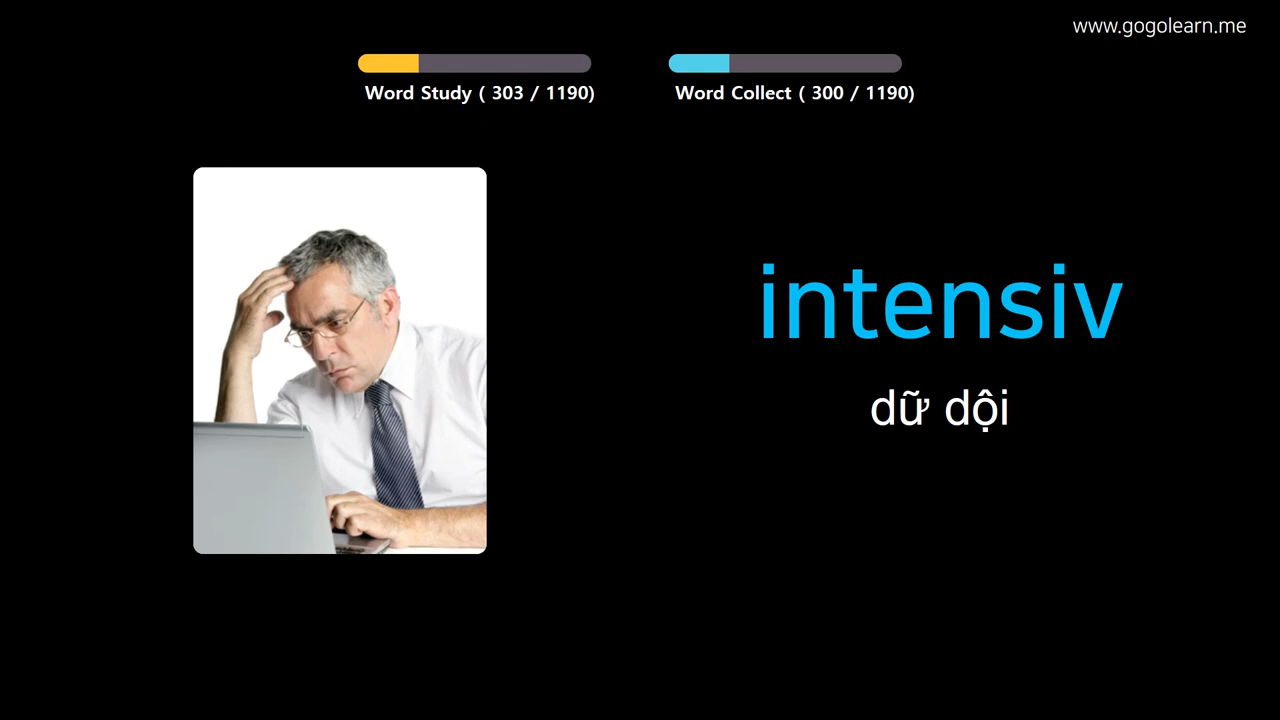 www.gogolearn.me
Word Study ( 303 / 1190)
Word Collect ( 300 / 1190)
intensiv
dữ dội